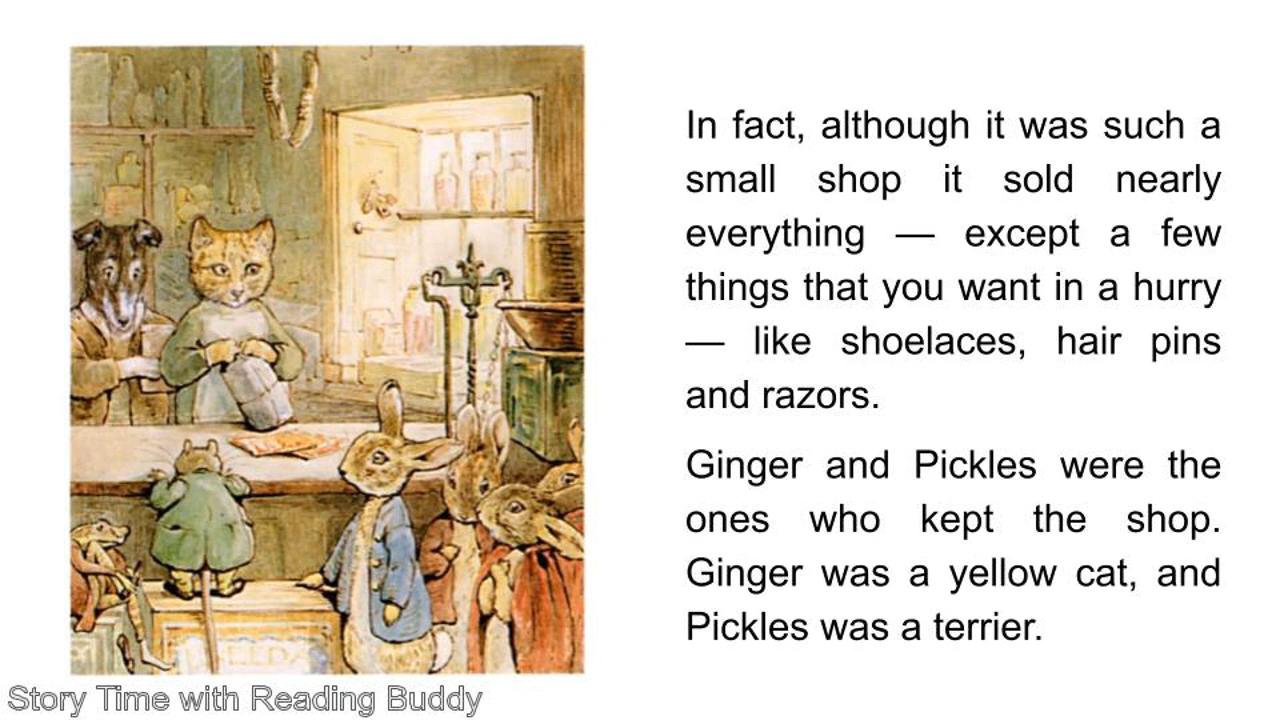 In fact, although it was such a
small shop it sold nearly
everything — except a few
things that you want in a hurry
— like shoelaces, hair pins
and razors.
Ginger and Pickles were the
ones who kept the shop.
Ginger was a yellow cat, and
Pickles was a terrier.
Story Time with Reading Buddy